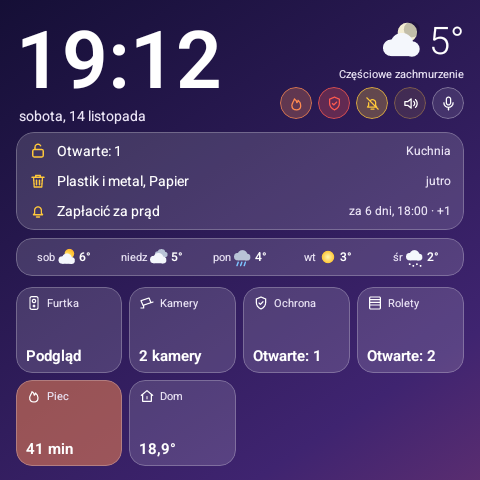 19:12
5°
Częściowe zachmurzenie
sobota, 14 listopada
Otwarte: 1 Kuchnia
Plastik i metal, Papier jutro
Zapłacić za prąd za 6 dni, 18:00 · +1
sob 6° niedz 5° pon 4° wt 3° śr 2°
Furtka Kamery Ochrona Rolety
Podgląd 2 kamery Otwarte: 1 Otwarte: 2
Piec Dom
41 min 18,9°